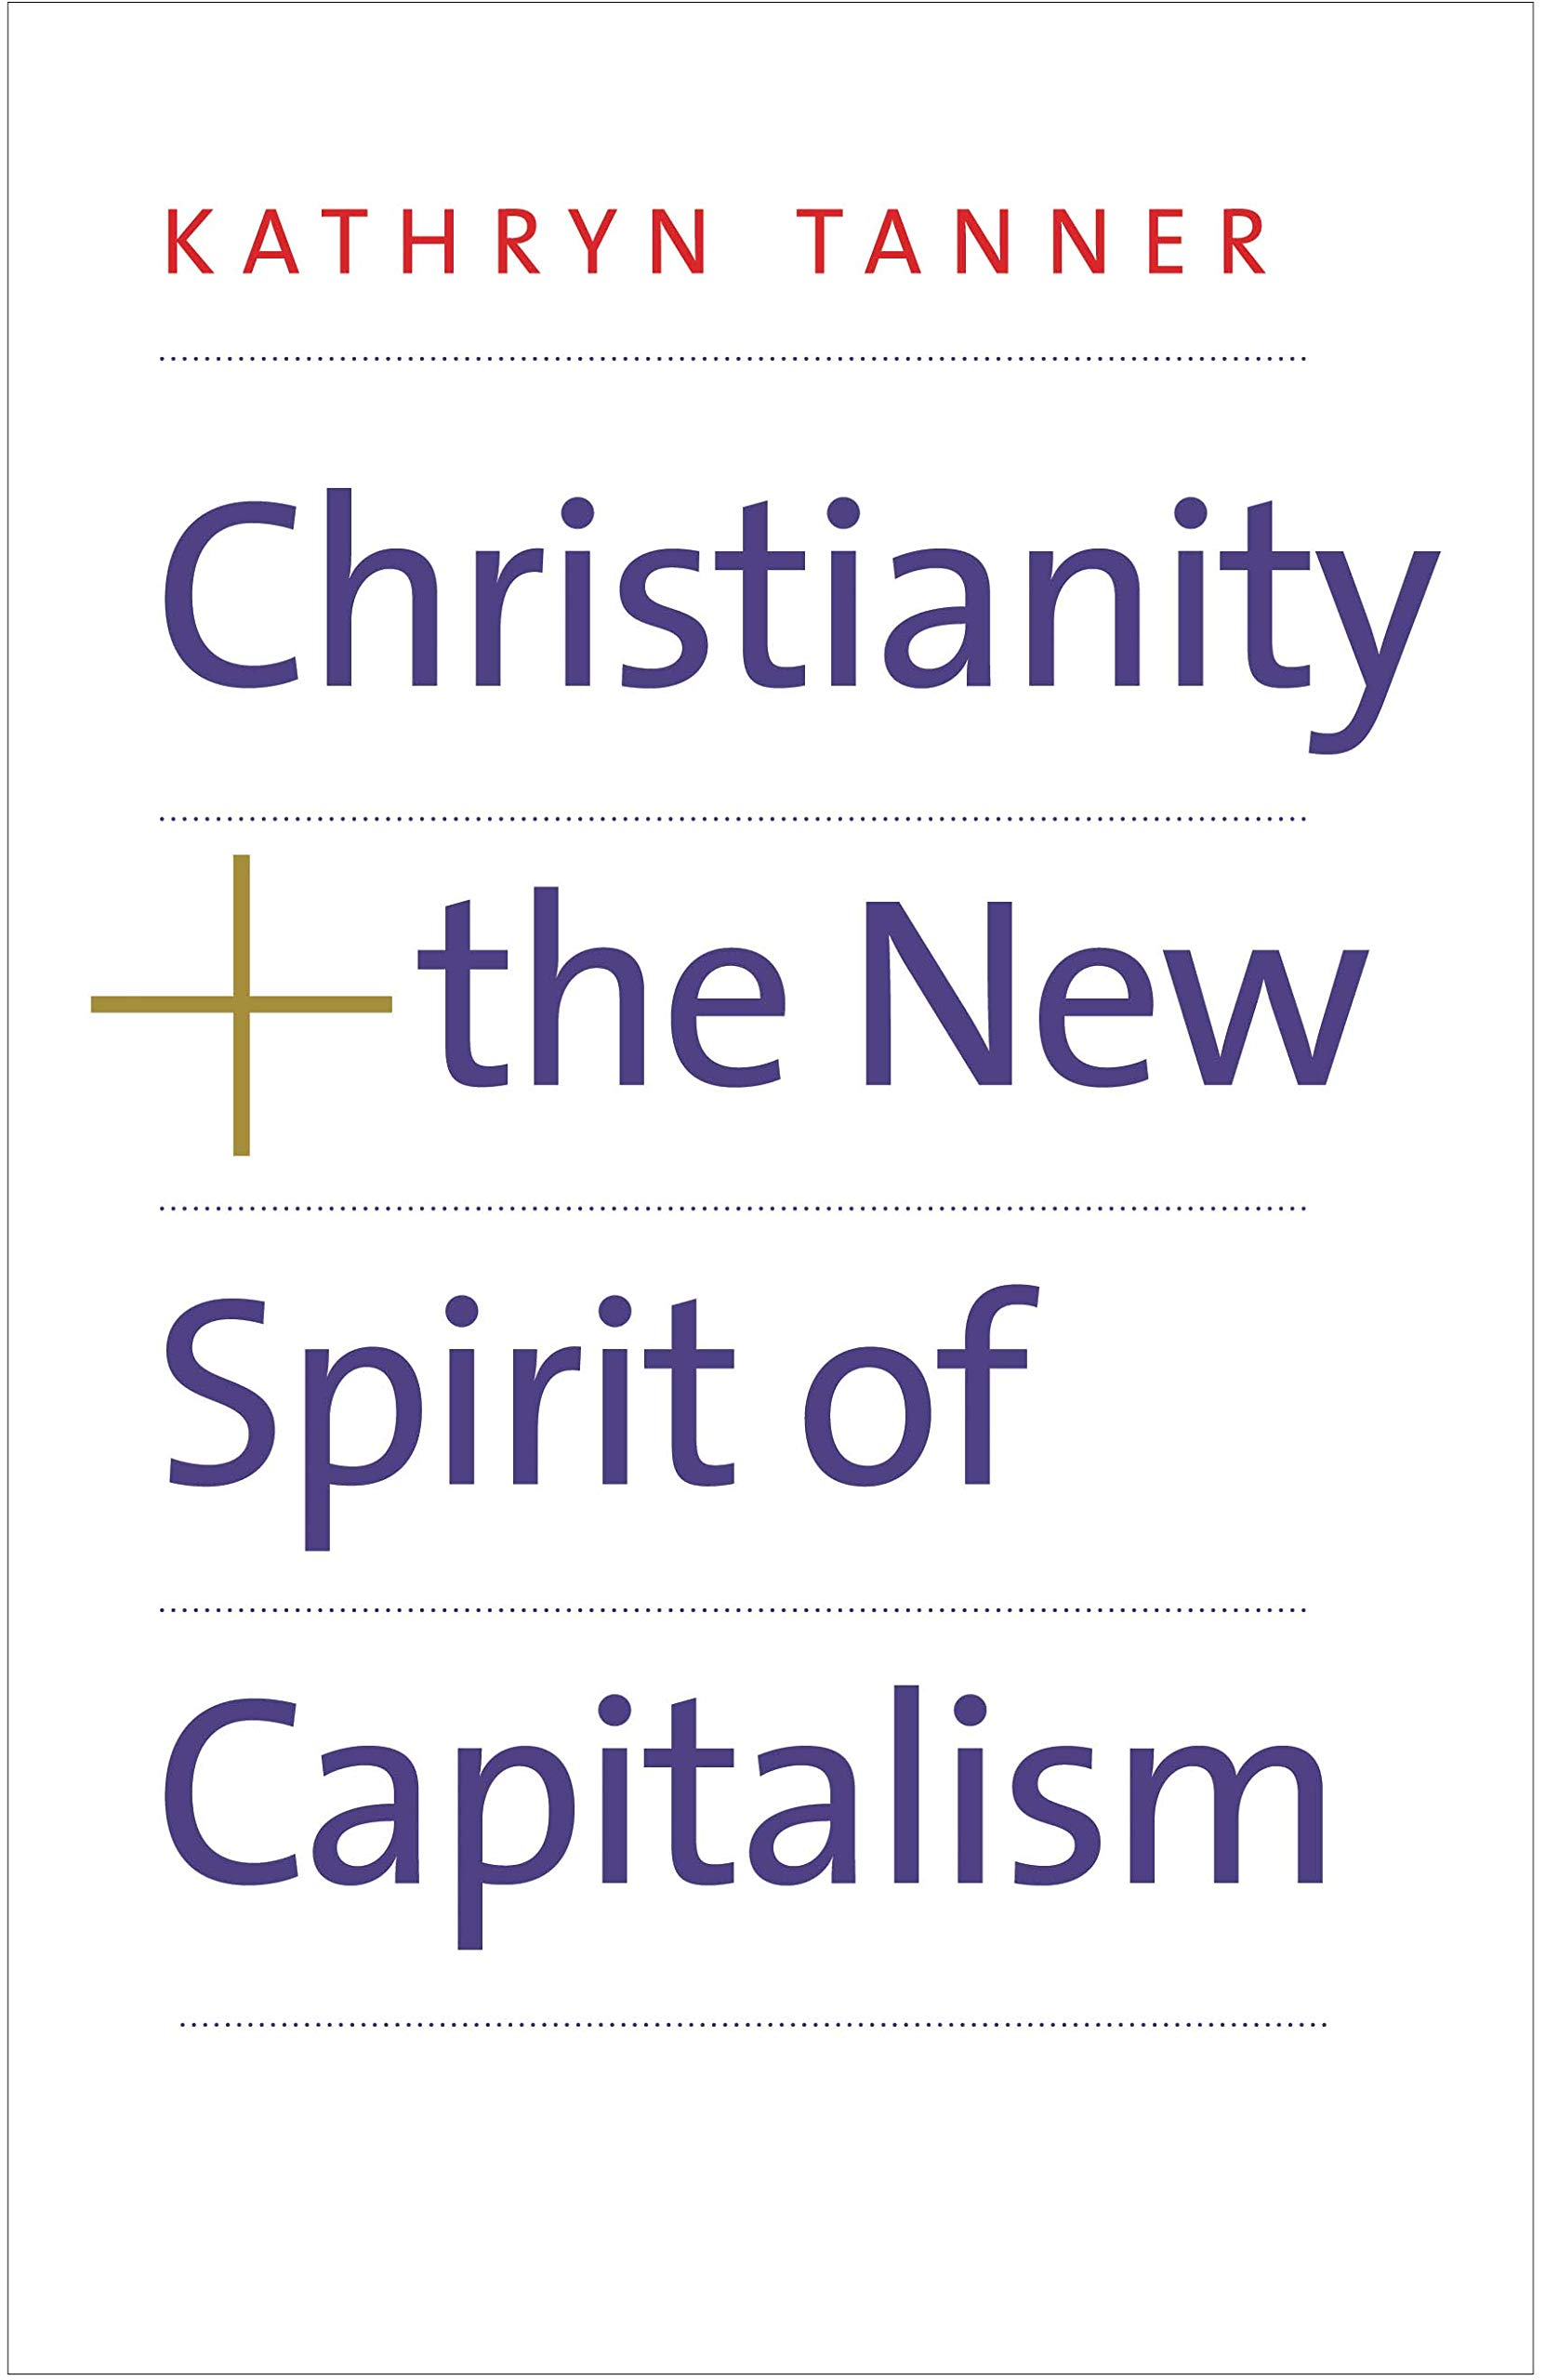 KATHRYN TANNER
Christianity
+ the New
Spirit of
Capitalism